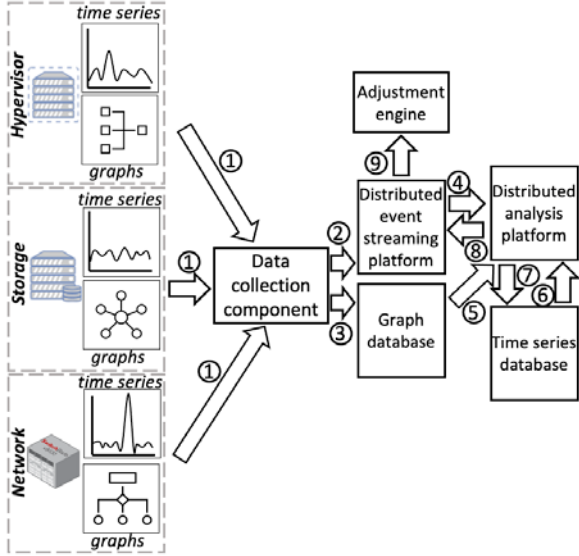 time series
Hypervisor
graphs
time series
Storage
graphs
time series
Network
graphs
①
①
①
Data
collection
component
②
③
Adjustment
engine
⑨
Distributed
event
streaming
platform
④
⑧
Distributed
analysis
platform
Graph
database
⑤
⑦
⑥
Time series
database